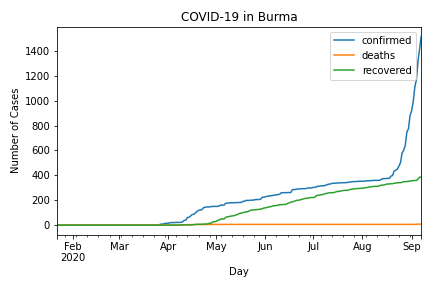 COVID-19 in Burma
confirmed
deaths
recovered
Number of Cases
1400
1200
1000
800
600
400
200
0
Feb
2020
Mar
Apr
May
Jun
Jul
Aug
Sep
Day